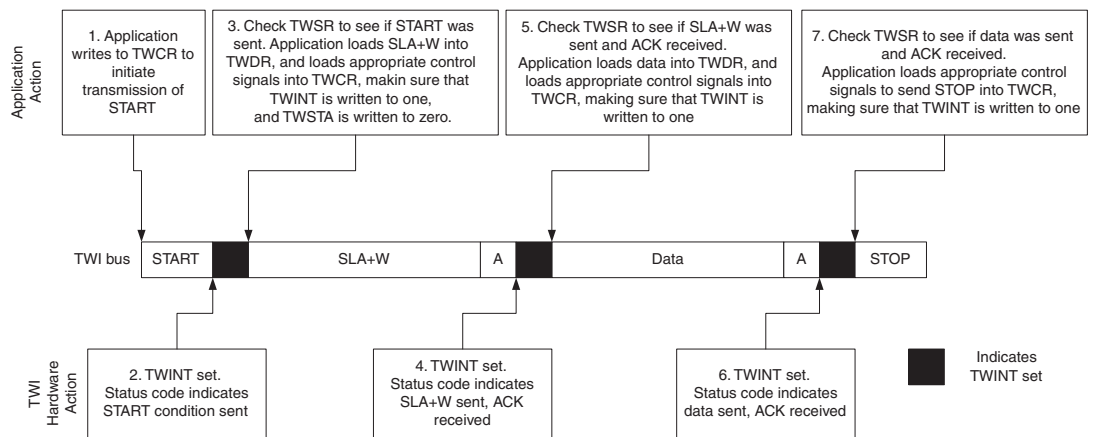 Application
Action
1. Application
writes to TWCR to
initiate
transmission of
START
3. Check TWSR to see if START was
sent. Application loads SLA+W into
TWDR, and loads appropriate control
signals into TWCR, makin sure that
TWINT is written to one,
and TWSTA is written to zero.
5. Check TWSR to see if SLA+W was
sent and ACK received.
Application loads data into TWDR, and
loads appropriate control signals into
TWCR, making sure that TWINT is
written to one
7. Check TWSR to see if data was sent
and ACK received.
Application loads appropriate control
signals to send STOP into TWCR,
making sure that TWINT is written to one
TWI bus
START
SLA+W
A
Data
A
STOP
TWI
Hardware
Action
2. TWINT set.
Status code indicates
START condition sent
4. TWINT set.
Status code indicates
SLA+W sent, ACK
received
6. TWINT set.
Status code indicates
data sent, ACK received
Indicates
TWINT set